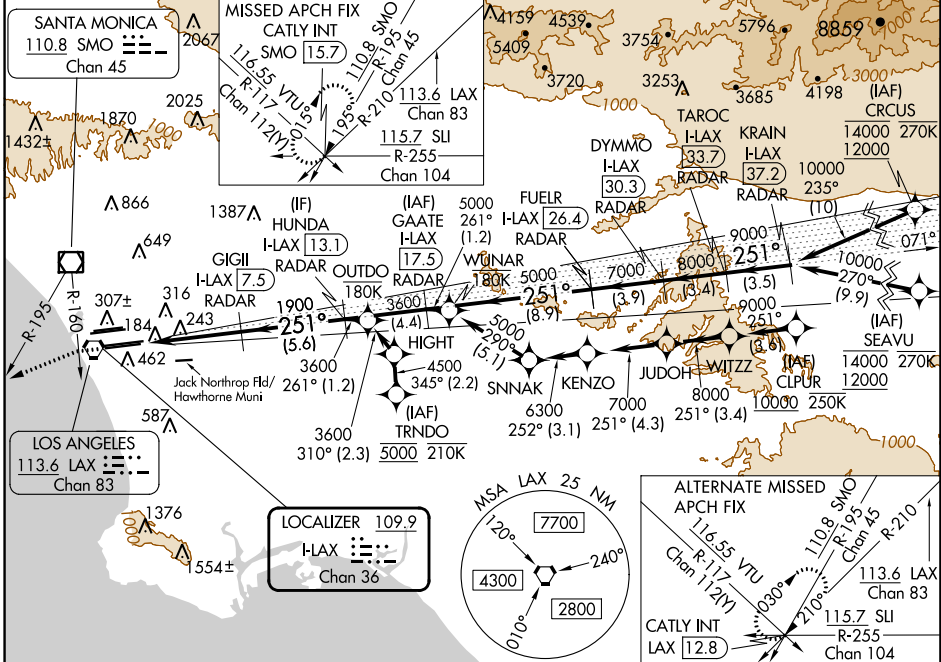 SANTA MONICA
110.8 SMO
Chan 45
2067
MISSED APCH FIX
CATLY INT
SMO 15.7
116.55 VTU
R-117
Chan 112(Y)
110.8 SMO
R-195
Chan 45
R-210
015°
195°
113.6 LAX
Chan 83
115.7 SLI
R-255
Chan 104
4159
4539
5409
3720
3754
3253
5796
8859
3685
4198
3000
1000
1000
1432±
1870
2025
866
649
1387
307±
316
184
243
462
587
1376
1554±
(IAF)
CRCUS
14000 270K
12000
TAROC
I-LAX
33.7
RADAR
KRAIN
I-LAX
37.2
RADAR
10000
235°
(10)
DYMMO
I-LAX
30.3
RADAR
FUELR
I-LAX 26.4
RADAR
5000
261°
(1.2)
WUNAR
180K
(IAF)
GAATE
I-LAX
17.5
RADAR
(IF)
HUNDA
I-LAX 13.1
RADAR
OUTDO
180K
GIGII
I-LAX 7.5
RADAR
R-195
R-160
1900
251°
(5.6)
3600
(4.4)
5000
251°
(8.9)
7000
(3.9)
8000
(3.4)
9000
251°
(3.5)
071°
10000
270°
(9.9)
(IAF)
SEAVU
14000 270K
12000
9000
251°
(3.6)
(IAF)
CLPUR
10000 250K
WITZZ
8000
251° (3.4)
JUDOH
7000
251° (4.3)
KENZO
6300
252° (3.1)
SNNAK
5000
290°
(5.1)
HIGHT
4500
345° (2.2)
(IAF)
TRNDO
5000 210K
3600
261° (1.2)
3600
310° (2.3)
Jack Northrop Fld/
Hawthorne Muni
LOS ANGELES
113.6 LAX
Chan 83
LOCALIZER 109.9
I-LAX
Chan 36
MSA LAX 25 NM
120°
240°
010°
7700
4300
2800
1000
ALTERNATE MISSED
APCH FIX
116.55 VTU
R-117
Chan 112(Y)
110.8 SMO
R-195
Chan 45
R-210
030°
210°
113.6 LAX
Chan 83
115.7 SLI
R-255
Chan 104
CATLY INT
LAX 12.8